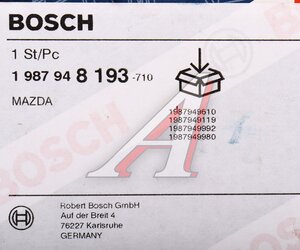 BOSCH
1 St/Pc
1 987 94 8 193 -710
MAZDA
1987949610
1987949119
1987949992
1987949980
BOSCH
Robert Bosch GmbH
Auf der Breit 4
76227 Karlsruhe
GERMANY